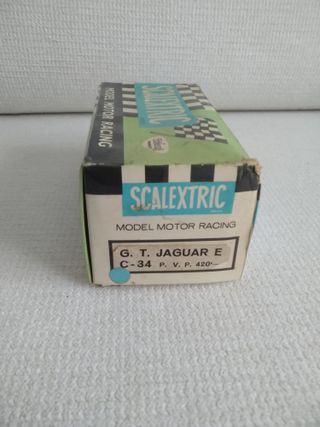 MODEL MOTOR RACING
SCALEXTRIC
SCALEXTRIC
MODEL MOTOR RACING
G. T. JAGUAR E
C-34 P. V. P. 420'—